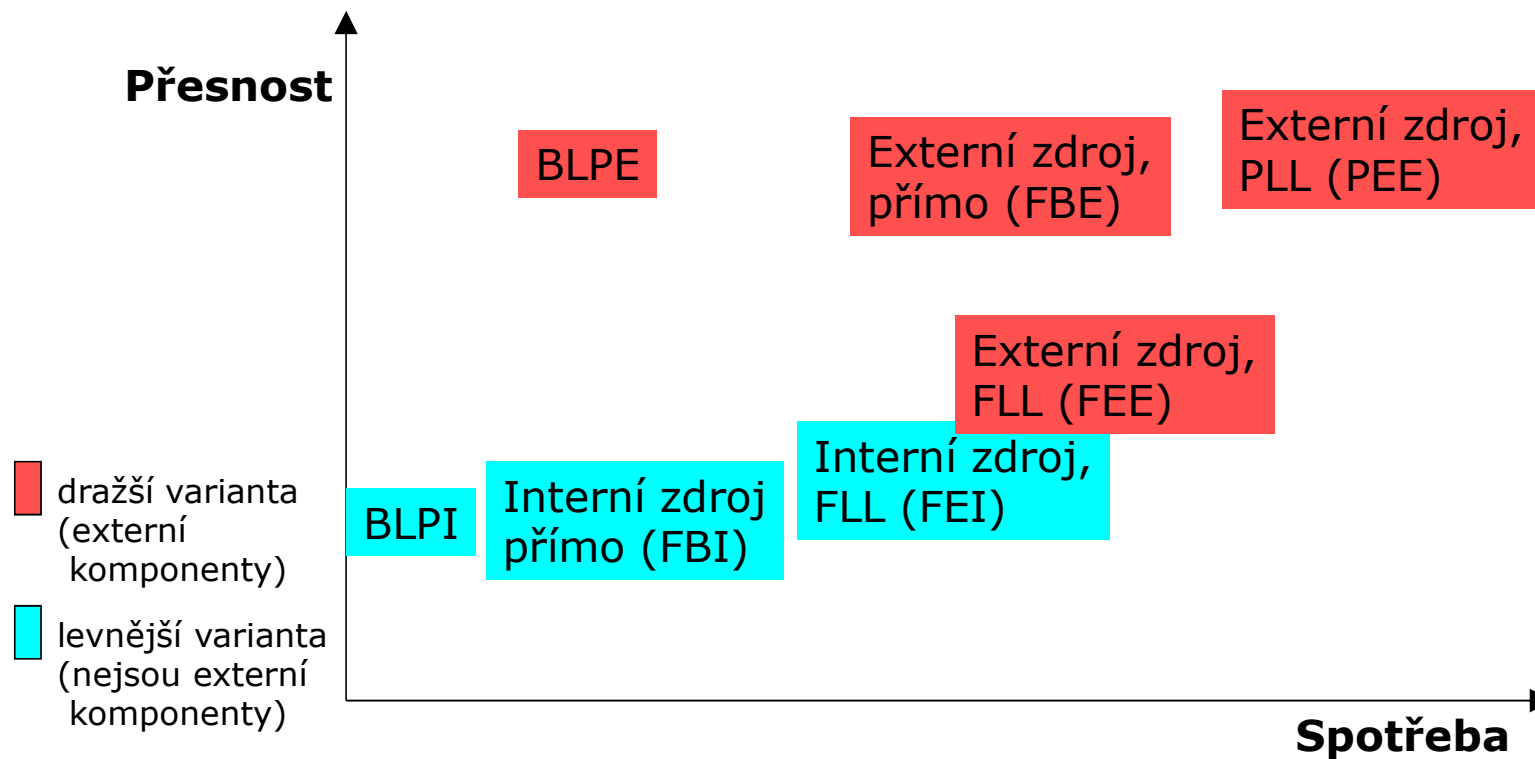 Přesnost
BLPE
Externí zdroj,
přímo (FBE)
Externí zdroj,
PLL (PEE)
Externí zdroj,
FLL (FEE)
Interní zdroj,
FLL (FEI)
Interní zdroj
přímo (FBI)
BLPI
dražší varianta
(externí
komponenty)
levnější varianta
(nejsou externí
komponenty)
Spotřeba